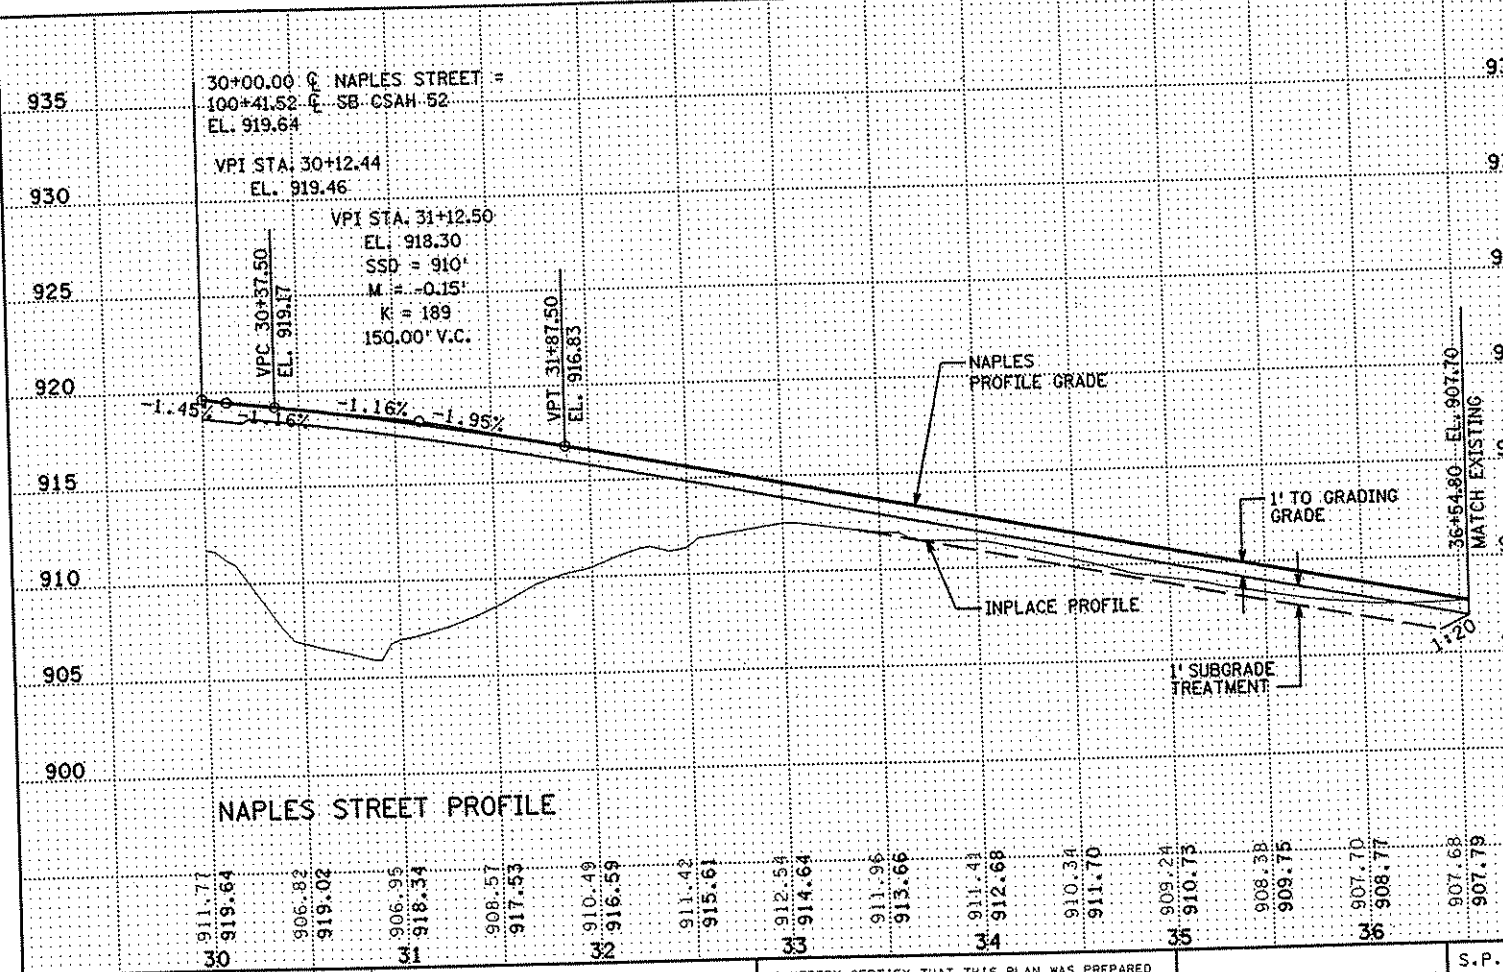 30+00.00 ℄ NAPLES STREET =
100+41.52 ℄ SB CSAH 52
EL. 919.64
VPI STA. 30+12.44
EL. 919.46
VPI STA. 31+12.50
EL. 918.30
SSD = 910'
M = -0.15'
K = 189
150.00' V.C.
VPC 30+37.50
EL. 919.17
VPT 31+87.50
EL. 916.83
935
930
925
920
915
910
905
900
-1.45%
-1.16%
-1.16%
-1.95%
NAPLES
PROFILE GRADE
1' TO GRADING
GRADE
36+54.80 EL. 907.70
MATCH EXISTING
INPLACE PROFILE
1' SUBGRADE
TREATMENT
1:20
NAPLES STREET PROFILE
911.77
919.64
906.82
919.02
906.95
918.34
908.57
917.53
910.49
916.59
911.42
915.61
912.54
914.64
911.96
913.66
911.41
912.68
910.34
911.70
909.24
910.73
908.38
909.75
907.70
908.77
907.68
907.79
30 31 32 33 34 35 36
CERTIFY THAT THIS PLAN WAS PREPARED
S.P.